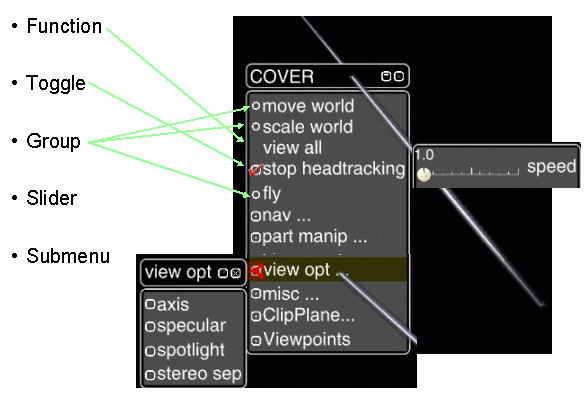 • Function
• Toggle
• Group
• Slider
• Submenu
COVER
move world
scale world
view all
stop headtracking
fly
nav ...
part manip ...
view opt ...
misc ...
ClipPlane...
Viewpoints
1.0
speed
view opt
axis
specular
spotlight
stereo sep